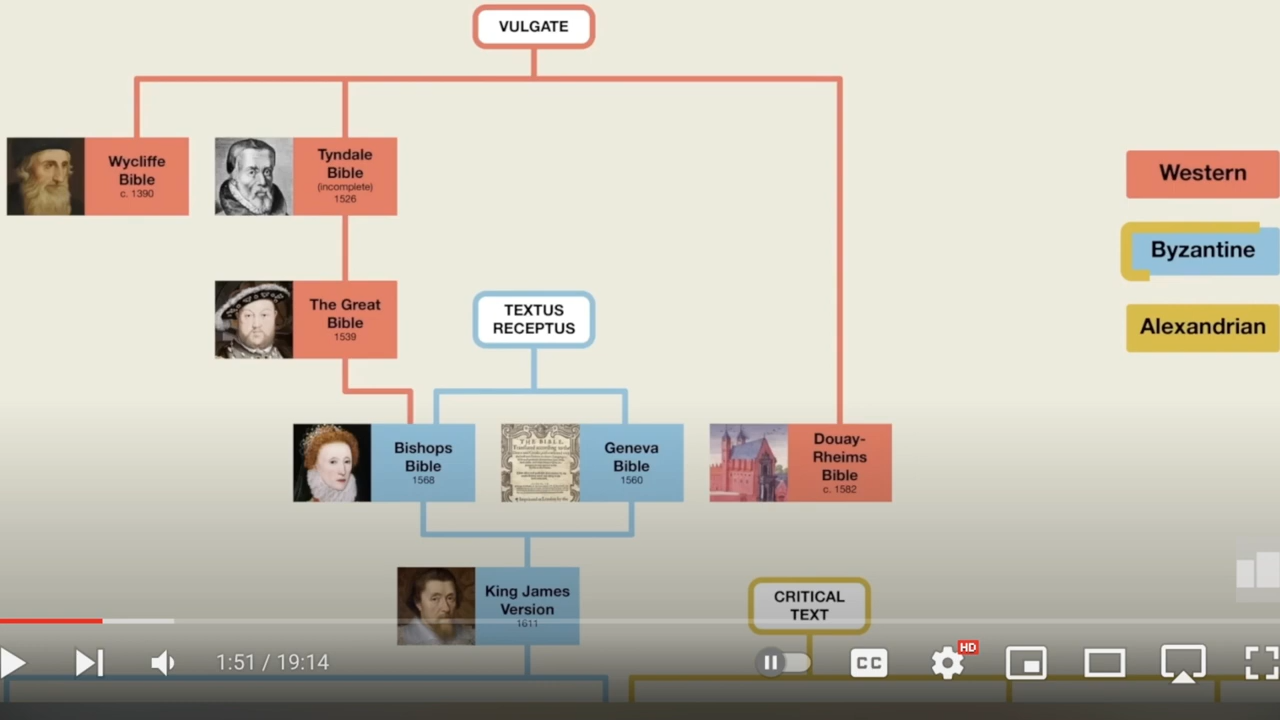 VULGATE
Wycliffe
Bible
c. 1390
Tyndale
Bible
(incomplete)
1526
Western
Byzantine
Alexandrian
The Great
Bible
1539
TEXTUS
RECEPTUS
Bishops
Bible
1568
THE BIBLE
Geneva
Bible
1560
Douay-
Rheims
Bible
c. 1582
King James
Version
1611
CRITICAL
TEXT
1:51 / 19:14
CC
HD